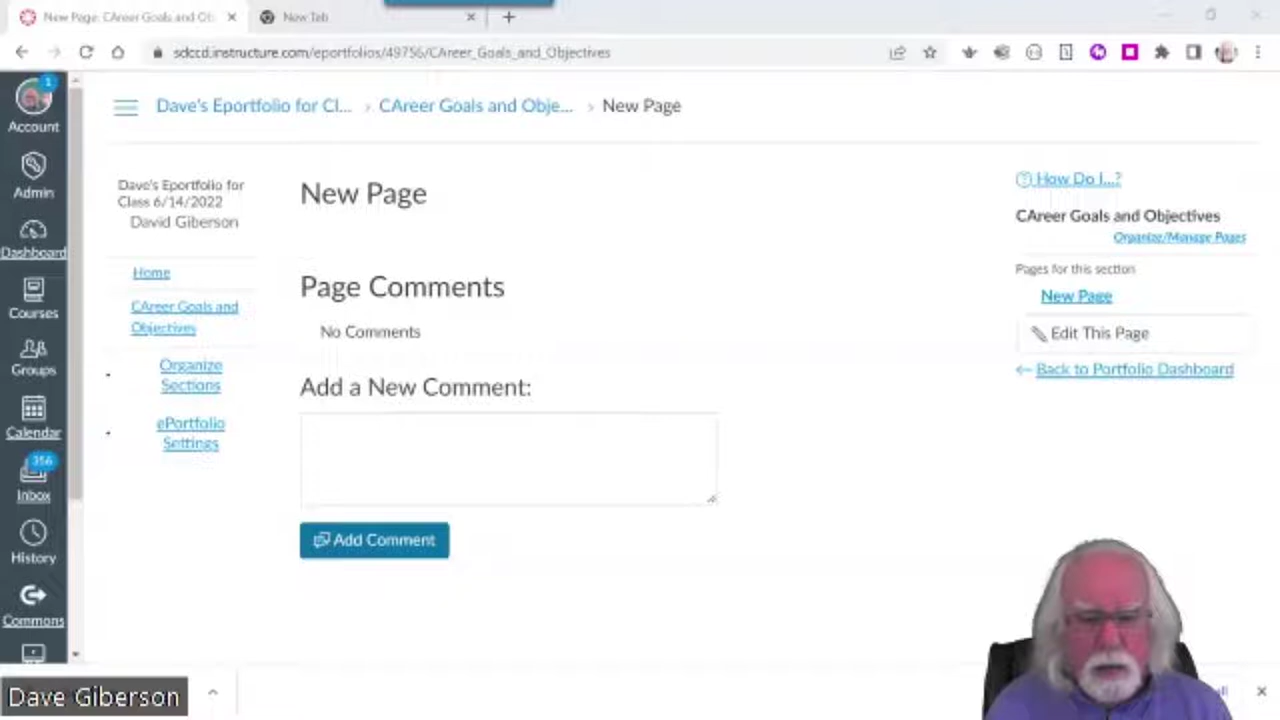 New Page: CAreer Goals and Ob
New Tab
sdccd.instructure.com/eportfolios/49756/CAreer_Goals_and_Objectives
1
Account
Admin
Dashboard
Courses
Groups
Calendar
356
Inbox
History
Commons
Dave's Eportfolio for Cl...
CAreer Goals and Obje...
New Page
Dave's Eportfolio for
Class 6/14/2022
David Giberson
Home
CAreer Goals and
Objectives
Organize
Sections
ePortfolio
Settings
New Page
Page Comments
No Comments
Add a New Comment:
Add Comment
How Do I...?
CAreer Goals and Objectives
Organize/Manage Pages
Pages for this section
New Page
Edit This Page
Back to Portfolio Dashboard
Dave Giberson